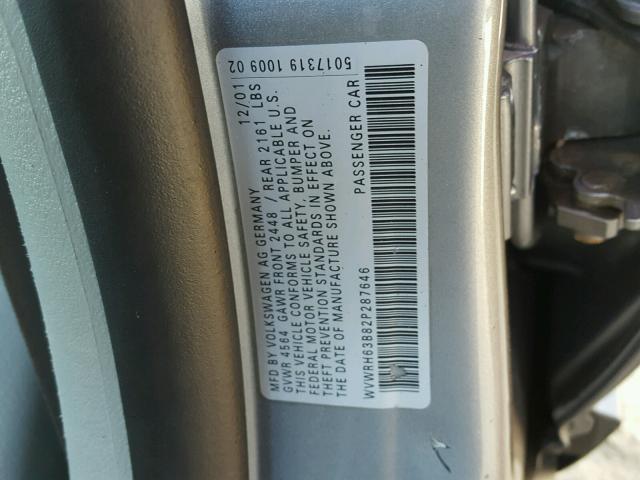 5017319 1009 02
MFD BY VOLKSWAGEN AG GERMANY 12/01
GVWR 4564 GAWR FRONT 2448 / REAR 2161 LBS
THIS VEHICLE CONFORMS TO ALL APPLICABLE U.S.
FEDERAL MOTOR VEHICLE SAFETY, BUMPER AND
THEFT PREVENTION STANDARDS IN EFFECT ON
THE DATE OF MANUFACTURE SHOWN ABOVE.
PASSENGER CAR
WVWRH63B82P287646